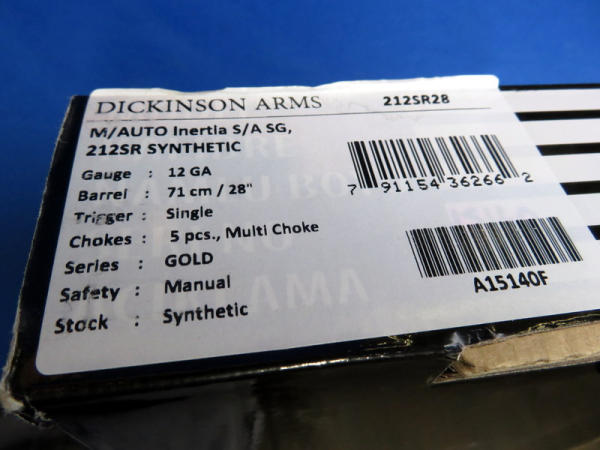 DICKINSON ARMS 212SR28
M/AUTO Inertia S/A SG,
212SR SYNTHETIC
Gauge : 12 GA
Barrel : 71 cm / 28"
Trigger : Single
Chokes : 5 pcs., Multi Choke
Series : GOLD
Safety : Manual
Stock : Synthetic
7 91154 36266 2
A15140F